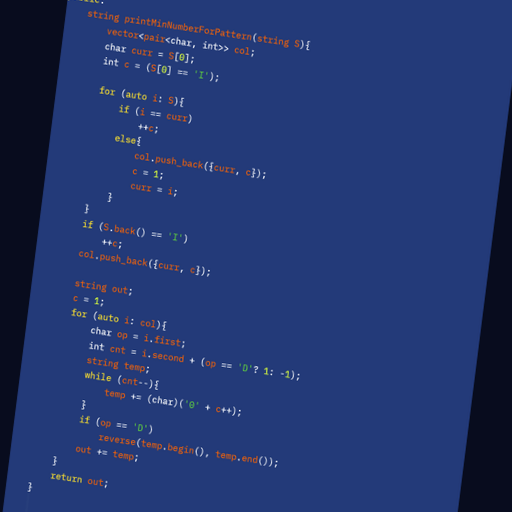 string printMinNumberForPattern(string S){
vector<pair<char, int>> col;
char curr = S[0];
int c = (S[0] == 'I');
for (auto i: S){
if (i == curr)
++c;
else{
col.push_back({curr, c});
c = 1;
curr = i;
}
}
if (S.back() == 'I')
++c;
col.push_back({curr, c});
string out;
c = 1;
for (auto i: col){
char op = i.first;
int cnt = i.second + (op == 'D'? 1: -1);
string temp;
while (cnt--){
temp += (char)('0' + c++);
}
if (op == 'D')
reverse(temp.begin(), temp.end());
out += temp;
}
return out;
}